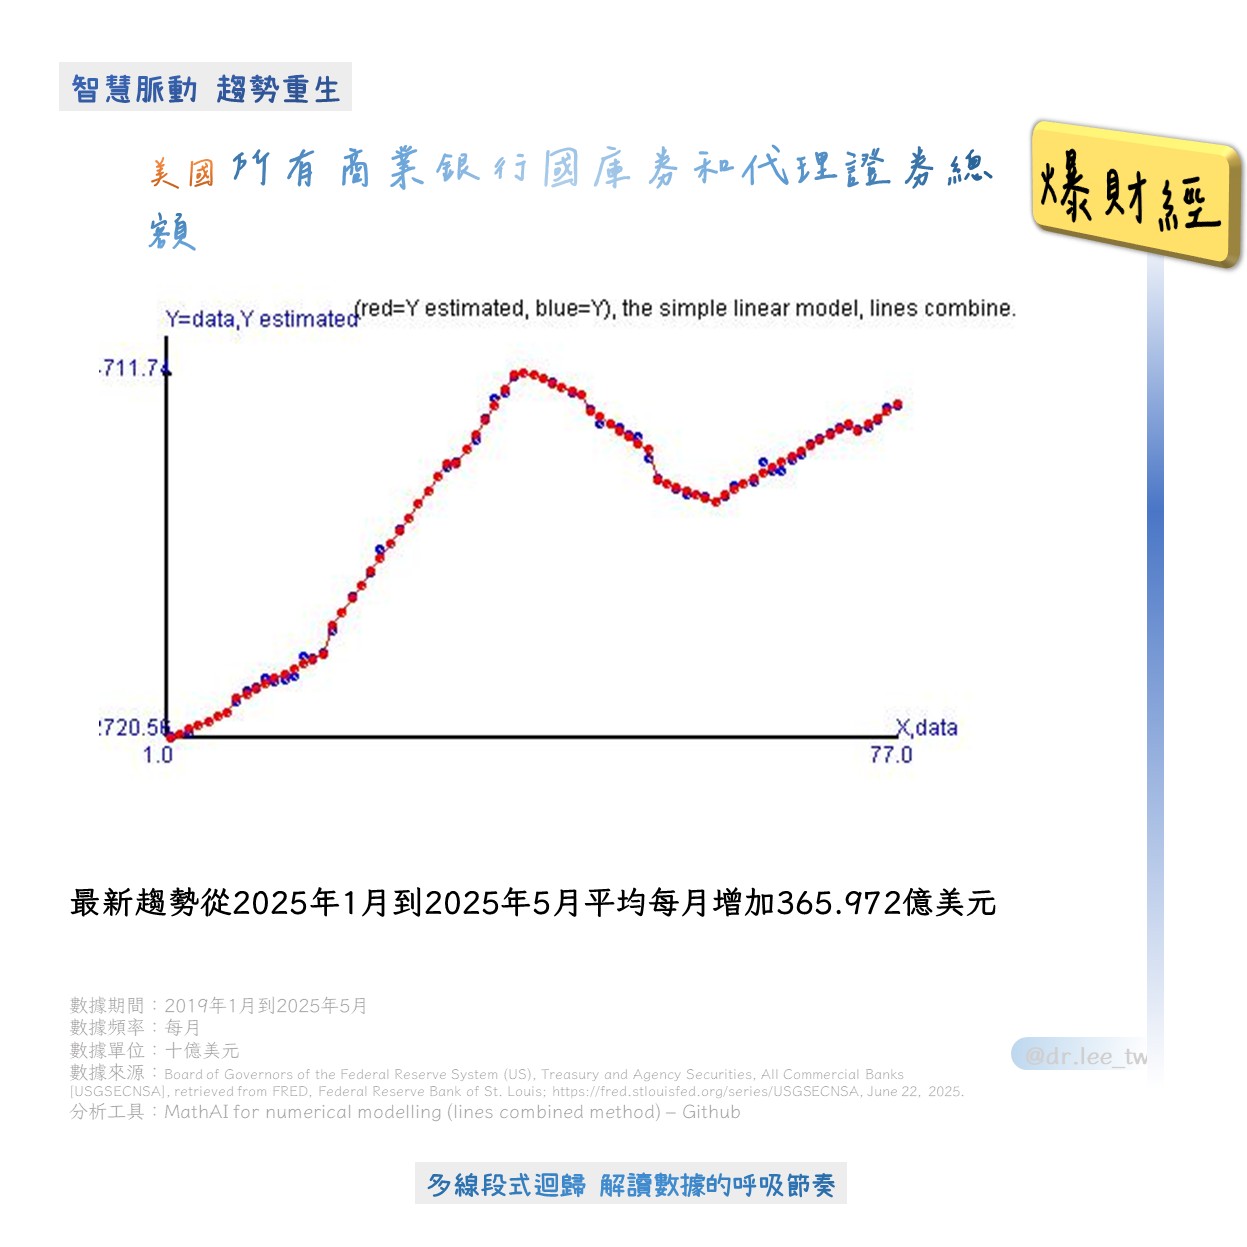 智慧脈動 趨勢重生
美國所有商業銀行國庫券和代理證券總
額
爆財經
(red=Y estimated, blue=Y), the simple linear model, lines combine.
Y=data,Y estimated
711.74
2720.56
X,data
1.0
77.0
最新趨勢從2025年1月到2025年5月平均每月增加365.972億美元
數據期間：2019年1月到2025年5月
數據頻率：每月
數據單位：十億美元
數據來源：Board of Governors of the Federal Reserve System (US), Treasury and Agency Securities, All Commercial Banks
[USGSECNSA], retrieved from FRED, Federal Reserve Bank of St. Louis; https://fred.stlouisfed.org/series/USGSECNSA, June 22, 2025.
分析工具：MathAI for numerical modelling (lines combined method) – Github
@dr.lee_tw
多線段式迴歸 解讀數據的呼吸節奏